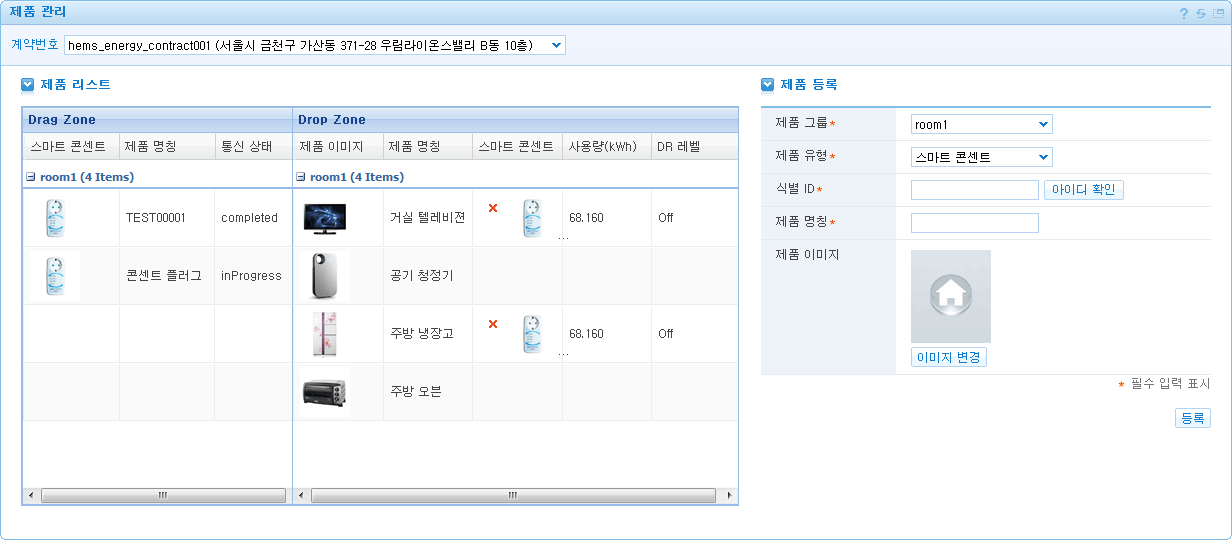 제품 관리
계약번호 hems_energy_contract001 (서울시 금천구 가산동 371-28 우림라이온스밸리 B동 10층)
제품 리스트
Drag Zone Drop Zone
스마트 콘센트 제품 명칭 통신 상태 제품 이미지 제품 명칭 스마트 콘센트 사용량(kWh) DR 레벨
room1 (4 Items) room1 (4 Items)
TEST00001 completed 거실 텔레비젼 ... 68.160 Off
콘센트 플러그 inProgress 공기 청정기
주방 냉장고 ... 68.160 Off
주방 오븐
제품 등록
제품 그룹* room1
제품 유형* 스마트 콘센트
식별 ID* 아이디 확인
제품 명칭*
제품 이미지
이미지 변경
* 필수 입력 표시
등록